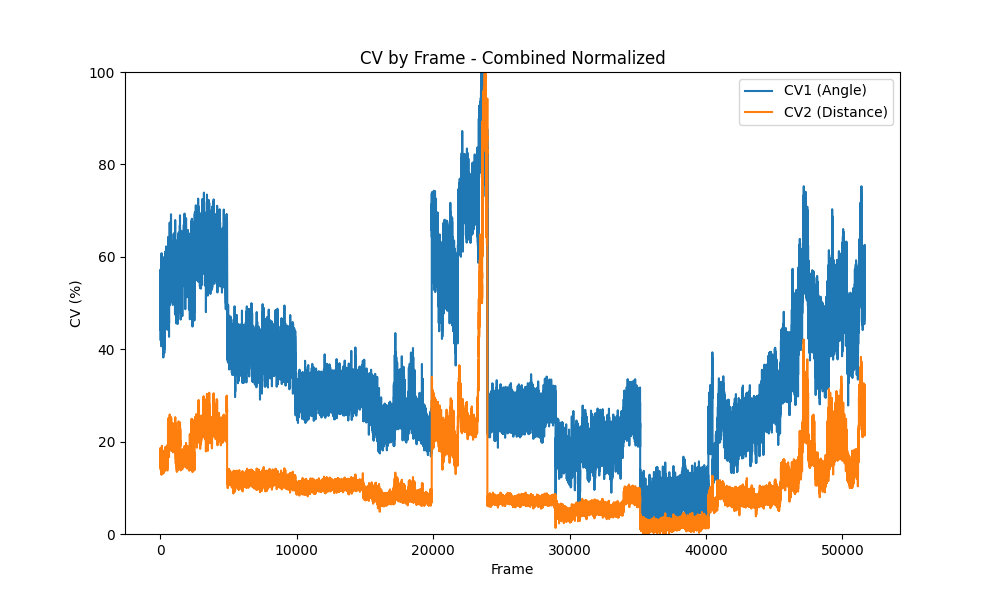 CV by Frame - Combined Normalized
CV1 (Angle)
CV2 (Distance)
100
80
60
40
20
0
CV (%)
0 10000 20000 30000 40000 50000
Frame